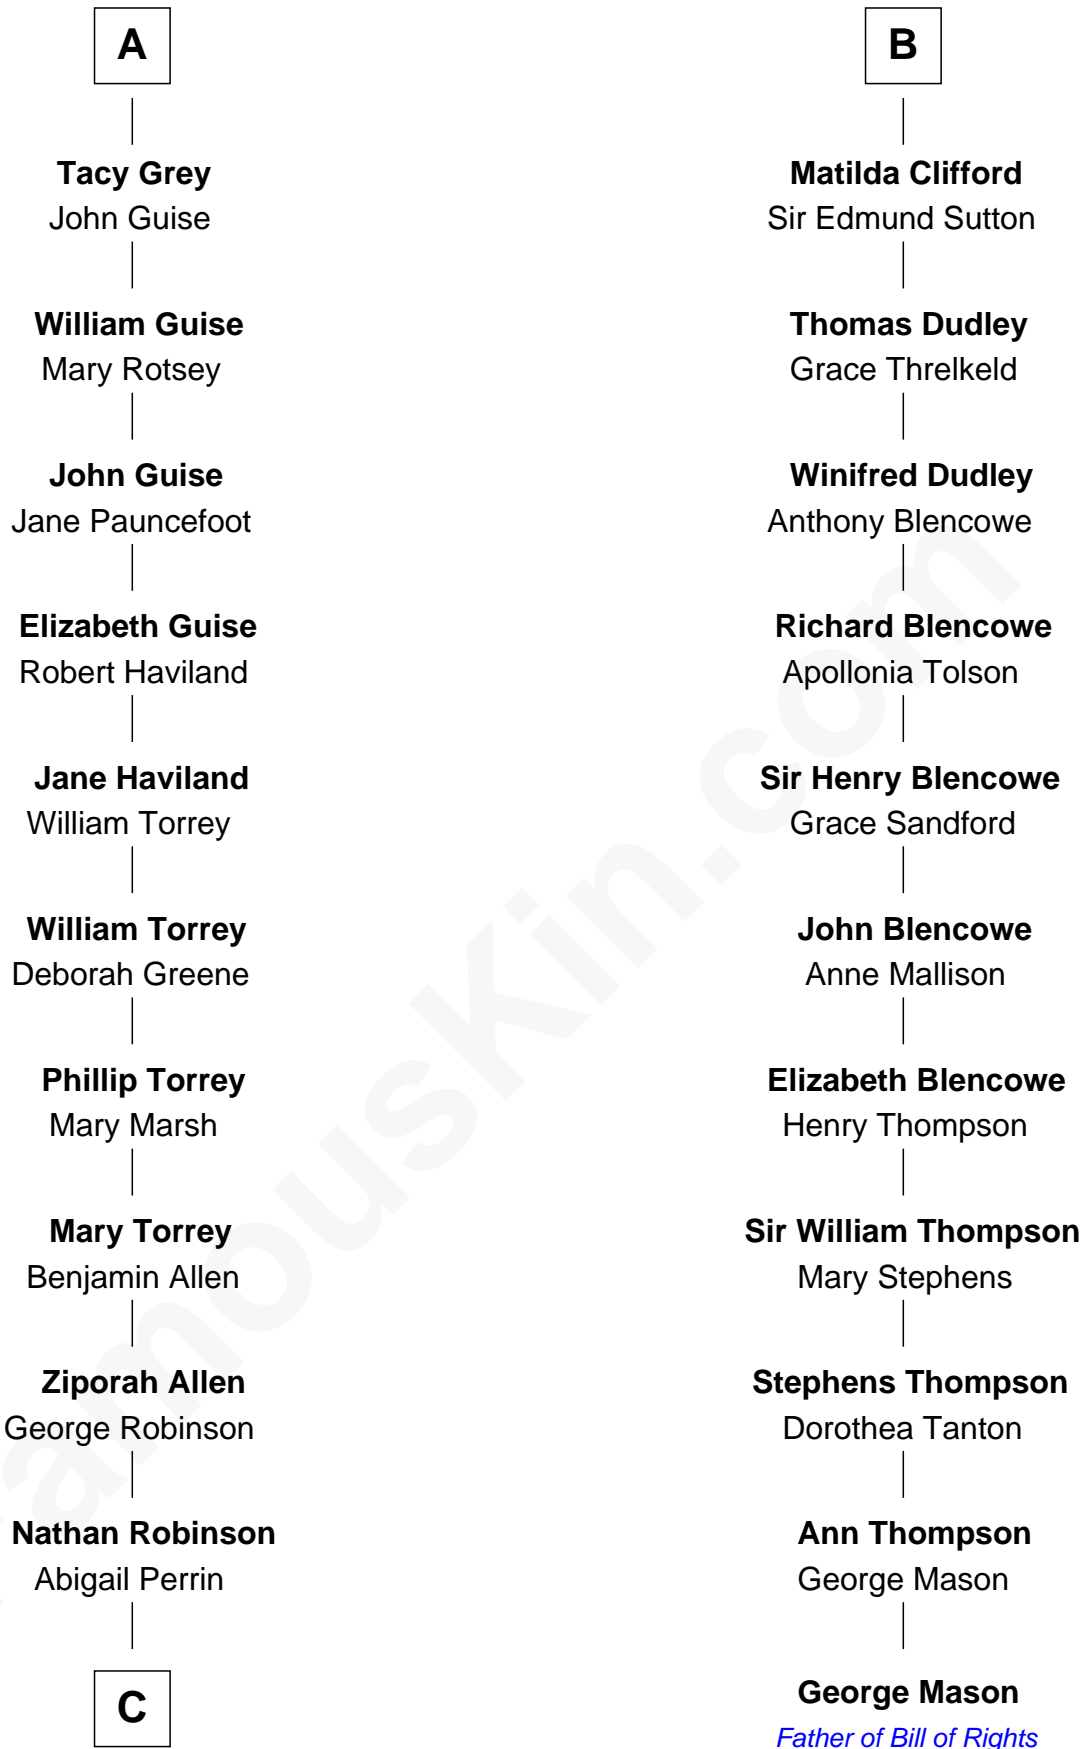 A
Tacy Grey
John Guise
William Guise
Mary Rotsey
John Guise
Jane Pauncefoot
Elizabeth Guise
Robert Haviland
Jane Haviland
William Torrey
William Torrey
Deborah Greene
Phillip Torrey
Mary Marsh
Mary Torrey
Benjamin Allen
Ziporah Allen
George Robinson
Nathan Robinson
Abigail Perrin
C
B
Matilda Clifford
Sir Edmund Sutton
Thomas Dudley
Grace Threlkeld
Winifred Dudley
Anthony Blencowe
Richard Blencowe
Apollonia Tolson
Sir Henry Blencowe
Grace Sandford
John Blencowe
Anne Mallison
Elizabeth Blencowe
Henry Thompson
Sir William Thompson
Mary Stephens
Stephens Thompson
Dorothea Tanton
Ann Thompson
George Mason
George Mason
Father of Bill of Rights
FamousKin.com